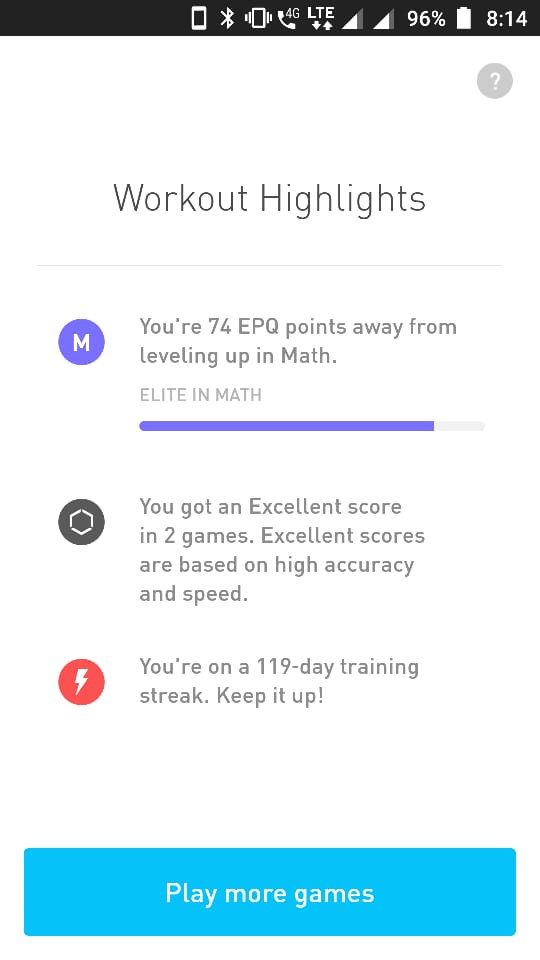 4G LTE 96% 8:14
?
Workout Highlights
M
You're 74 EPQ points away from
leveling up in Math.
ELITE IN MATH
You got an Excellent score
in 2 games. Excellent scores
are based on high accuracy
and speed.
You're on a 119-day training
streak. Keep it up!
Play more games